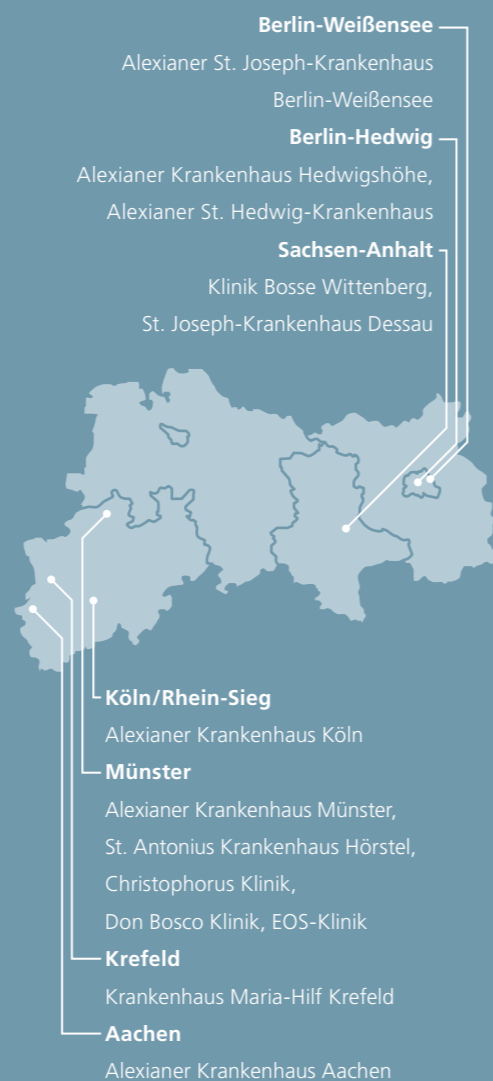 Berlin-Weißensee
Alexianer St. Joseph-Krankenhaus
Berlin-Weißensee
Berlin-Hedwig
Alexianer Krankenhaus Hedwigshöhe,
Alexianer St. Hedwig-Krankenhaus
Sachsen-Anhalt
Klinik Bosse Wittenberg,
St. Joseph-Krankenhaus Dessau
Köln/Rhein-Sieg
Alexianer Krankenhaus Köln
Münster
Alexianer Krankenhaus Münster,
St. Antonius Krankenhaus Hörstel,
Christophorus Klinik,
Don Bosco Klinik, EOS-Klinik
Krefeld
Krankenhaus Maria-Hilf Krefeld
Aachen
Alexianer Krankenhaus Aachen